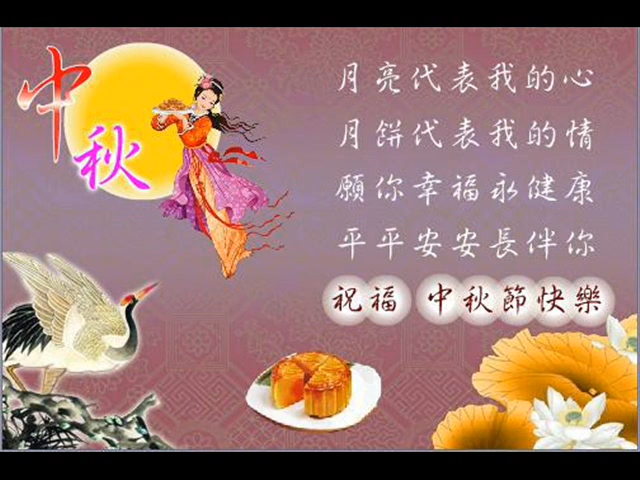 中秋
月亮代表我的心
月餅代表我的情
願你幸福永健康
平平安安長伴你
祝福 中秋節快樂